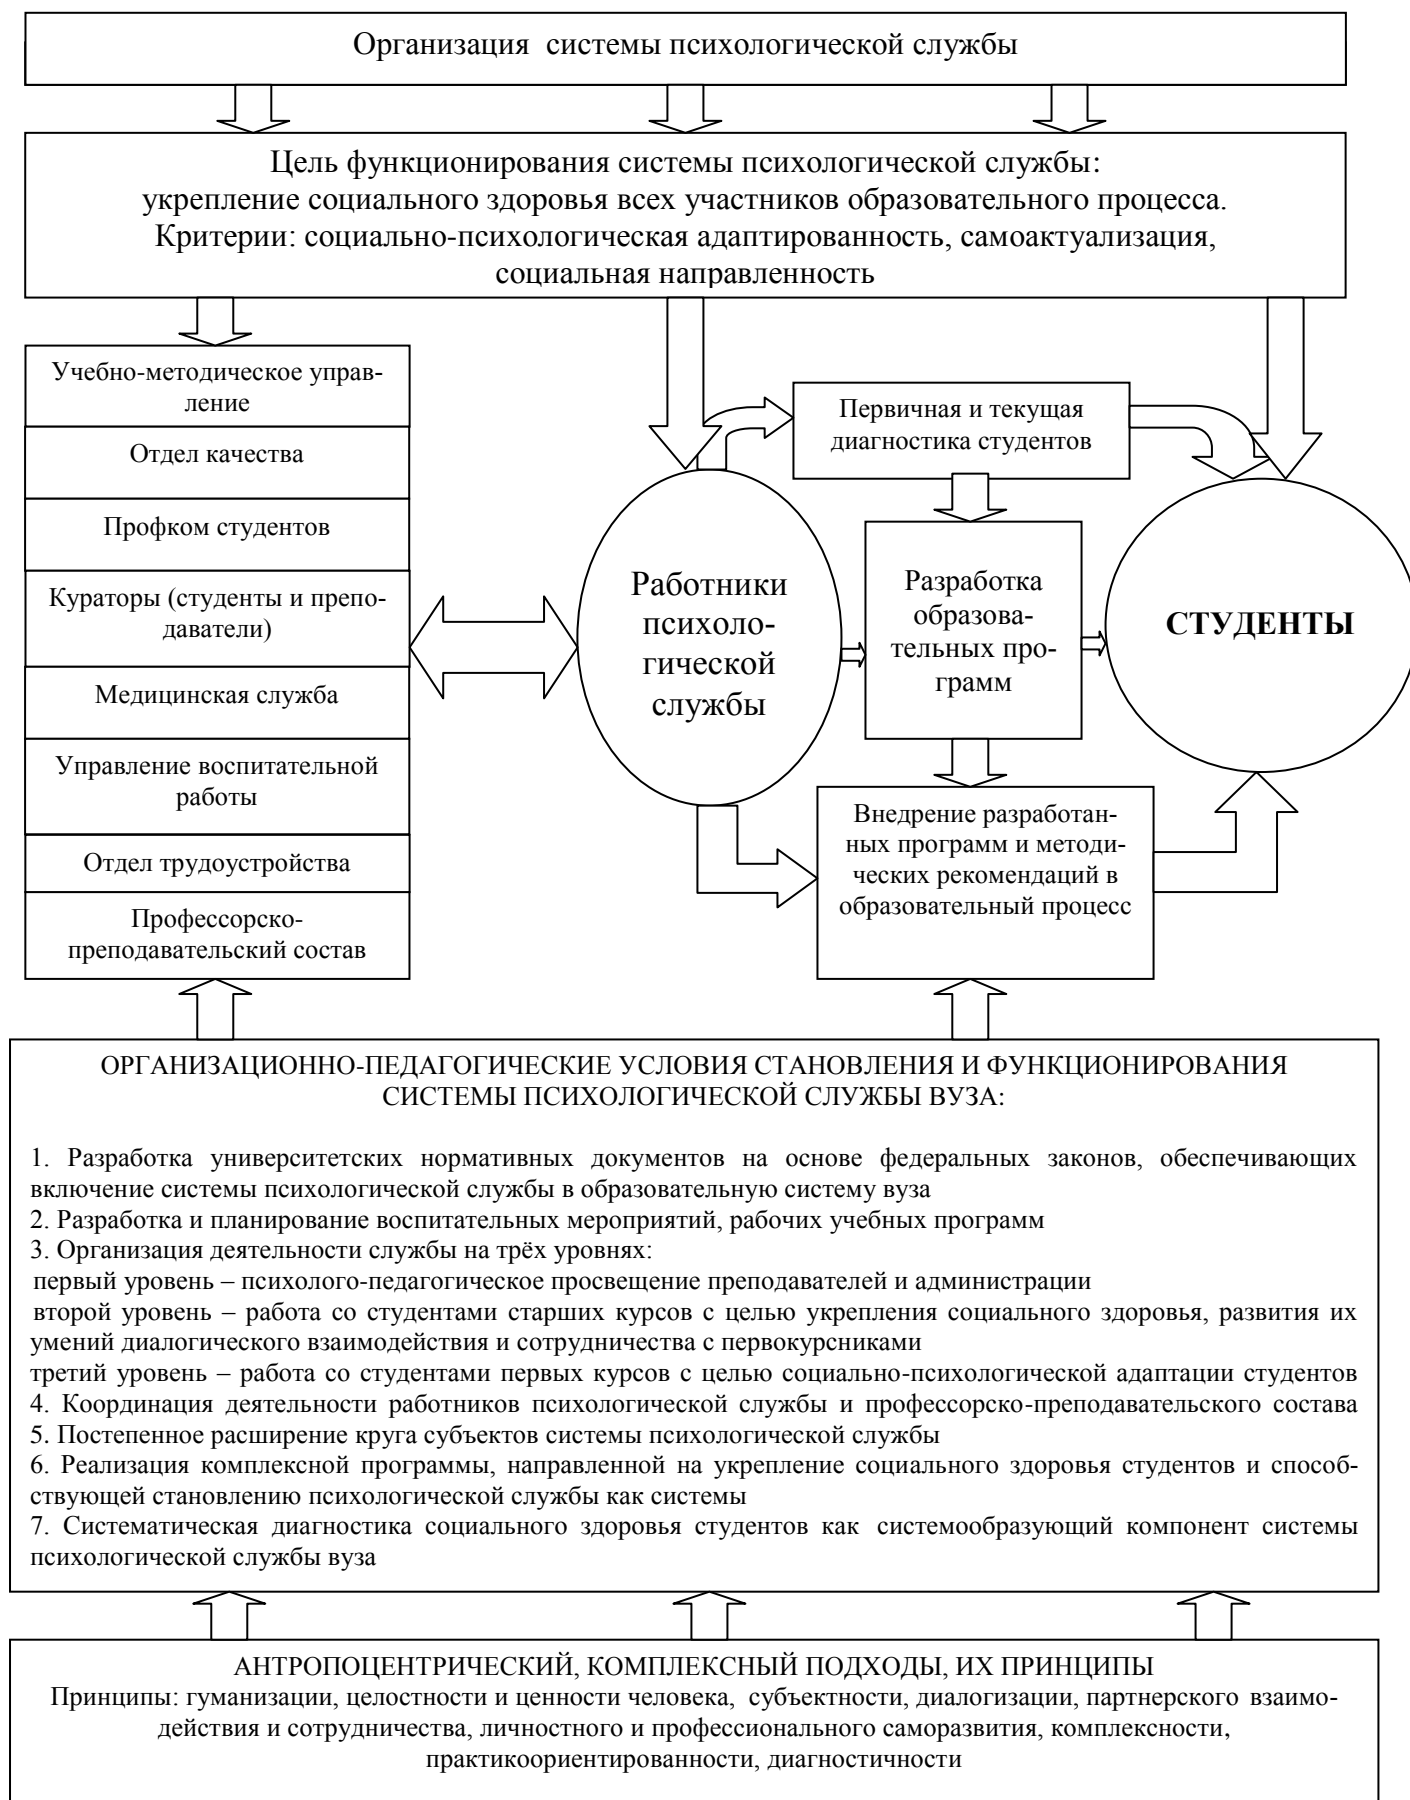 Организация системы психологической службы
Цель функционирования системы психологической службы:
укрепление социального здоровья всех участников образовательного процесса.
Критерии: социально-психологическая адаптированность, самоактуализация,
социальная направленность
Учебно-методическое управ-
ление
Отдел качества
Профком студентов
Кураторы (студенты и препо-
даватели)
Медицинская служба
Управление воспитательной
работы
Отдел трудоустройства
Профессорско-
преподавательский состав
Работники
психоло-
гической
службы
Первичная и текущая
диагностика студентов
Разработка
образова-
тельных про-
грамм
Внедрение разработан-
ных программ и методи-
ческих рекомендаций в
образовательный процесс
СТУДЕНТЫ
ОРГАНИЗАЦИОННО-ПЕДАГОГИЧЕСКИЕ УСЛОВИЯ СТАНОВЛЕНИЯ И ФУНКЦИОНИРОВАНИЯ
СИСТЕМЫ ПСИХОЛОГИЧЕСКОЙ СЛУЖБЫ ВУЗА:
1. Разработка университетских нормативных документов на основе федеральных законов, обеспечивающих
включение системы психологической службы в образовательную систему вуза
2. Разработка и планирование воспитательных мероприятий, рабочих учебных программ
3. Организация деятельности службы на трёх уровнях:
первый уровень – психолого-педагогическое просвещение преподавателей и администрации
второй уровень – работа со студентами старших курсов с целью укрепления социального здоровья, развития их
умений диалогического взаимодействия и сотрудничества с первокурсниками
третий уровень – работа со студентами первых курсов с целью социально-психологической адаптации студентов
4. Координация деятельности работников психологической службы и профессорско-преподавательского состава
5. Постепенное расширение круга субъектов системы психологической службы
6. Реализация комплексной программы, направленной на укрепление социального здоровья студентов и способ-
ствующей становлению психологической службы как системы
7. Систематическая диагностика социального здоровья студентов как системообразующий компонент системы
психологической службы вуза
АНТРОПОЦЕНТРИЧЕСКИЙ, КОМПЛЕКСНЫЙ ПОДХОДЫ, ИХ ПРИНЦИПЫ
Принципы: гуманизации, целостности и ценности человека, субъектности, диалогизации, партнерского взаимо-
действия и сотрудничества, личностного и профессионального саморазвития, комплексности,
практикоориентированности, диагностичности